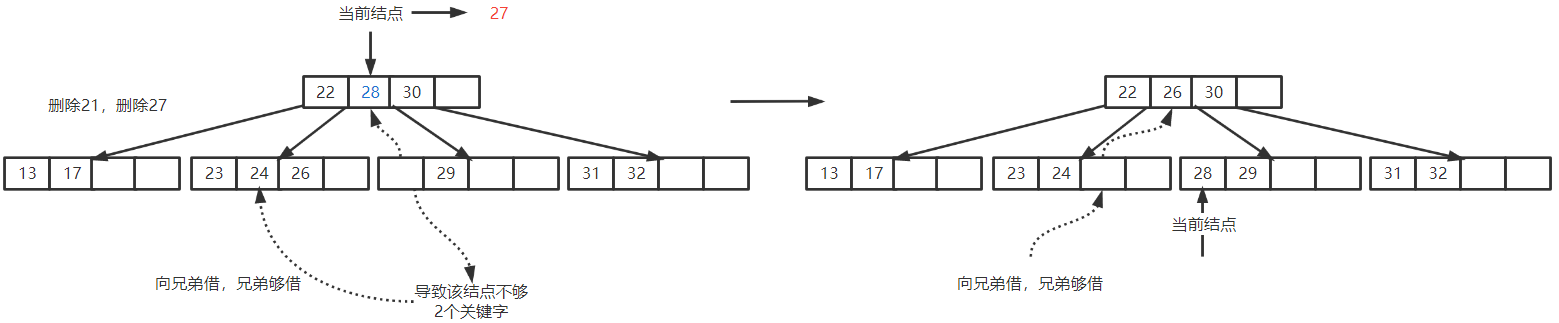 当前结点 27
删除21，删除27
22 28 30
13 17
23 24 26
29
31 32
向兄弟借，兄弟够借
导致该结点不够
2个关键字
22 26 30
13 17
23 24
28 29
31 32
当前结点
向兄弟借，兄弟够借